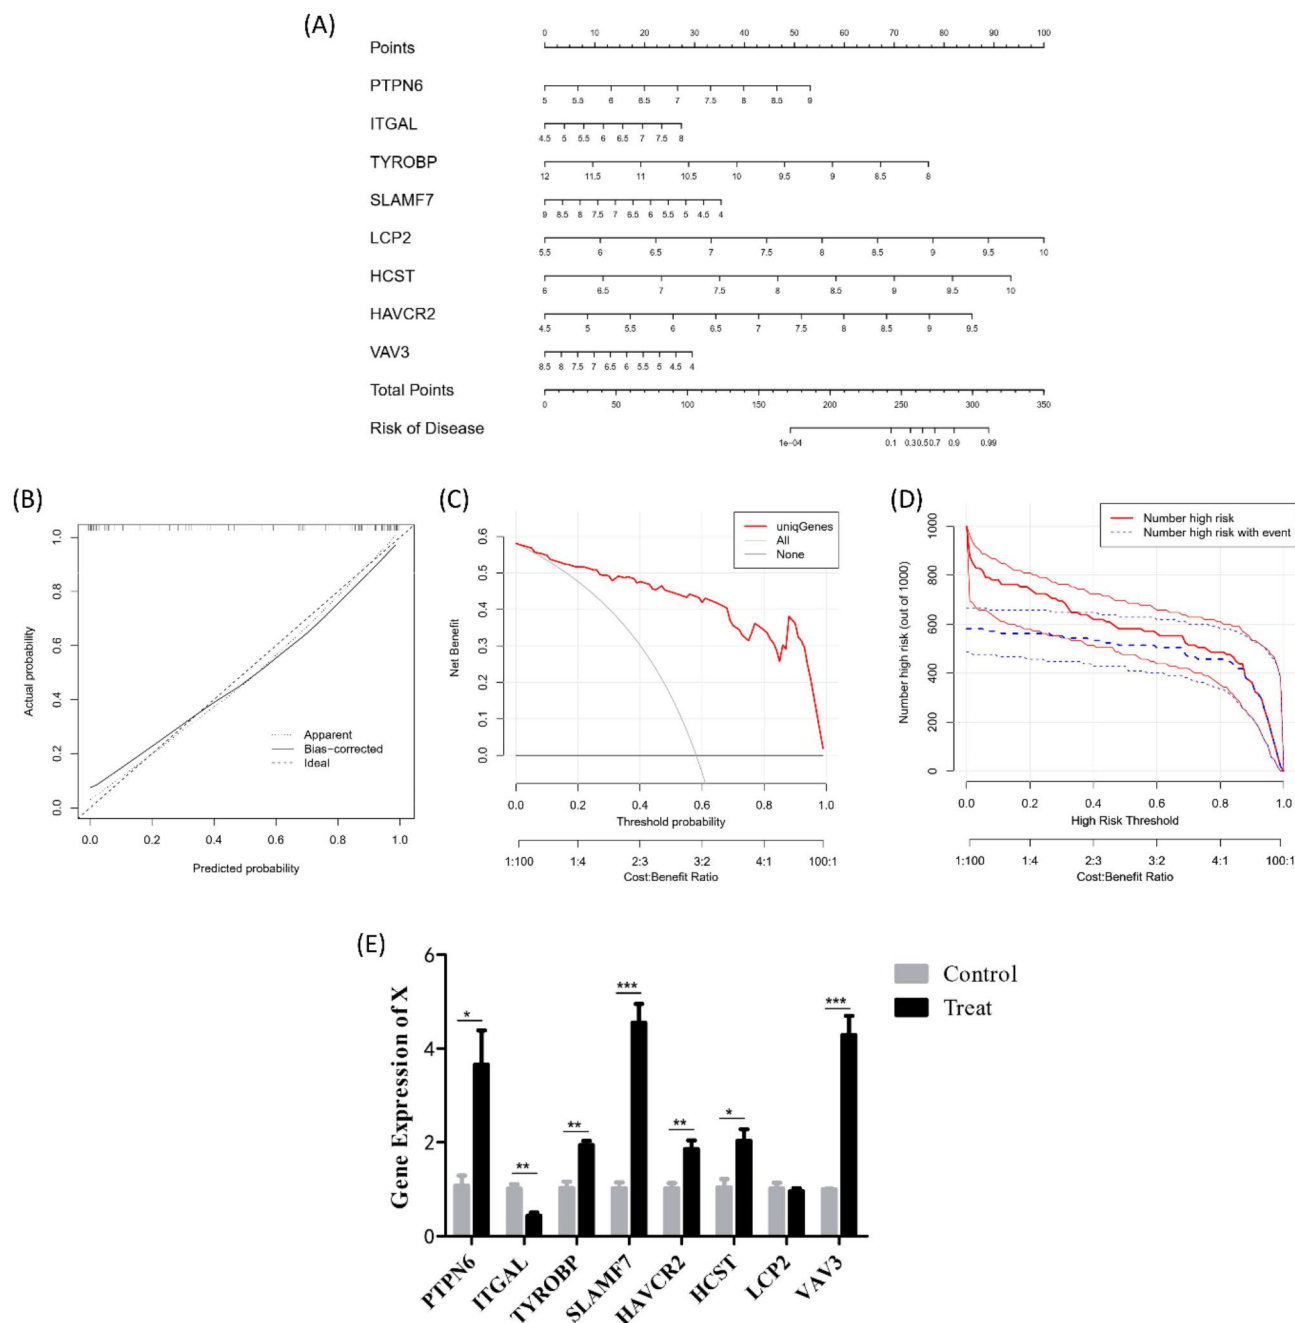 (A)
0 10 20 30 40 50 60 70 80 90 100
Points
PTPN6
5 5.5 6 6.5 7 7.5 8 8.5 9
ITGAL
4.5 5 5.5 6 6.5 7 7.5 8
TYROBP
12 11.5 11 10.5 10 9.5 9 8.5 8
SLAMF7
9 8.5 8 7.5 7 6.5 6 5.5 5 4.5 4
LCP2
5.5 6 6.5 7 7.5 8 8.5 9 9.5 10
HCST
6 6.5 7 7.5 8 8.5 9 9.5 10
HAVCR2
4.5 5 5.5 6 6.5 7 7.5 8 8.5 9 9.5
VAV3
8.5 8 7.5 7 6.5 6 5.5 5 4.5 4
Total Points
0 50 100 150 200 250 300 350
Risk of Disease
1e-04 0.1 0.30.5 0.7 0.9 0.99
(B)
Actual probability
0.0 0.2 0.4 0.6 0.8 1.0
Apparent
Bias-corrected
Ideal
0.0 0.2 0.4 0.6 0.8 1.0
Predicted probability
(C)
uniqGenes
All
None
Net Benefit
0.0 0.1 0.2 0.3 0.4 0.5 0.6
0.0 0.2 0.4 0.6 0.8 1.0
Threshold probability
1:100 1:4 2:3 3:2 4:1 100:1
Cost:Benefit Ratio
(D)
Number high risk
Number high risk with event
Number high risk (out of 1000)
0 200 400 600 800 1000
0.0 0.2 0.4 0.6 0.8 1.0
High Risk Threshold
1:100 1:4 2:3 3:2 4:1 100:1
Cost:Benefit Ratio
(E)
Gene Expression of X
6
4
2
0
* ** ** *** ** * ***
Control
Treat
PTPN6 ITGAL TYROBP SLAMF7 HAVCR2 HCST LCP2 VAV3